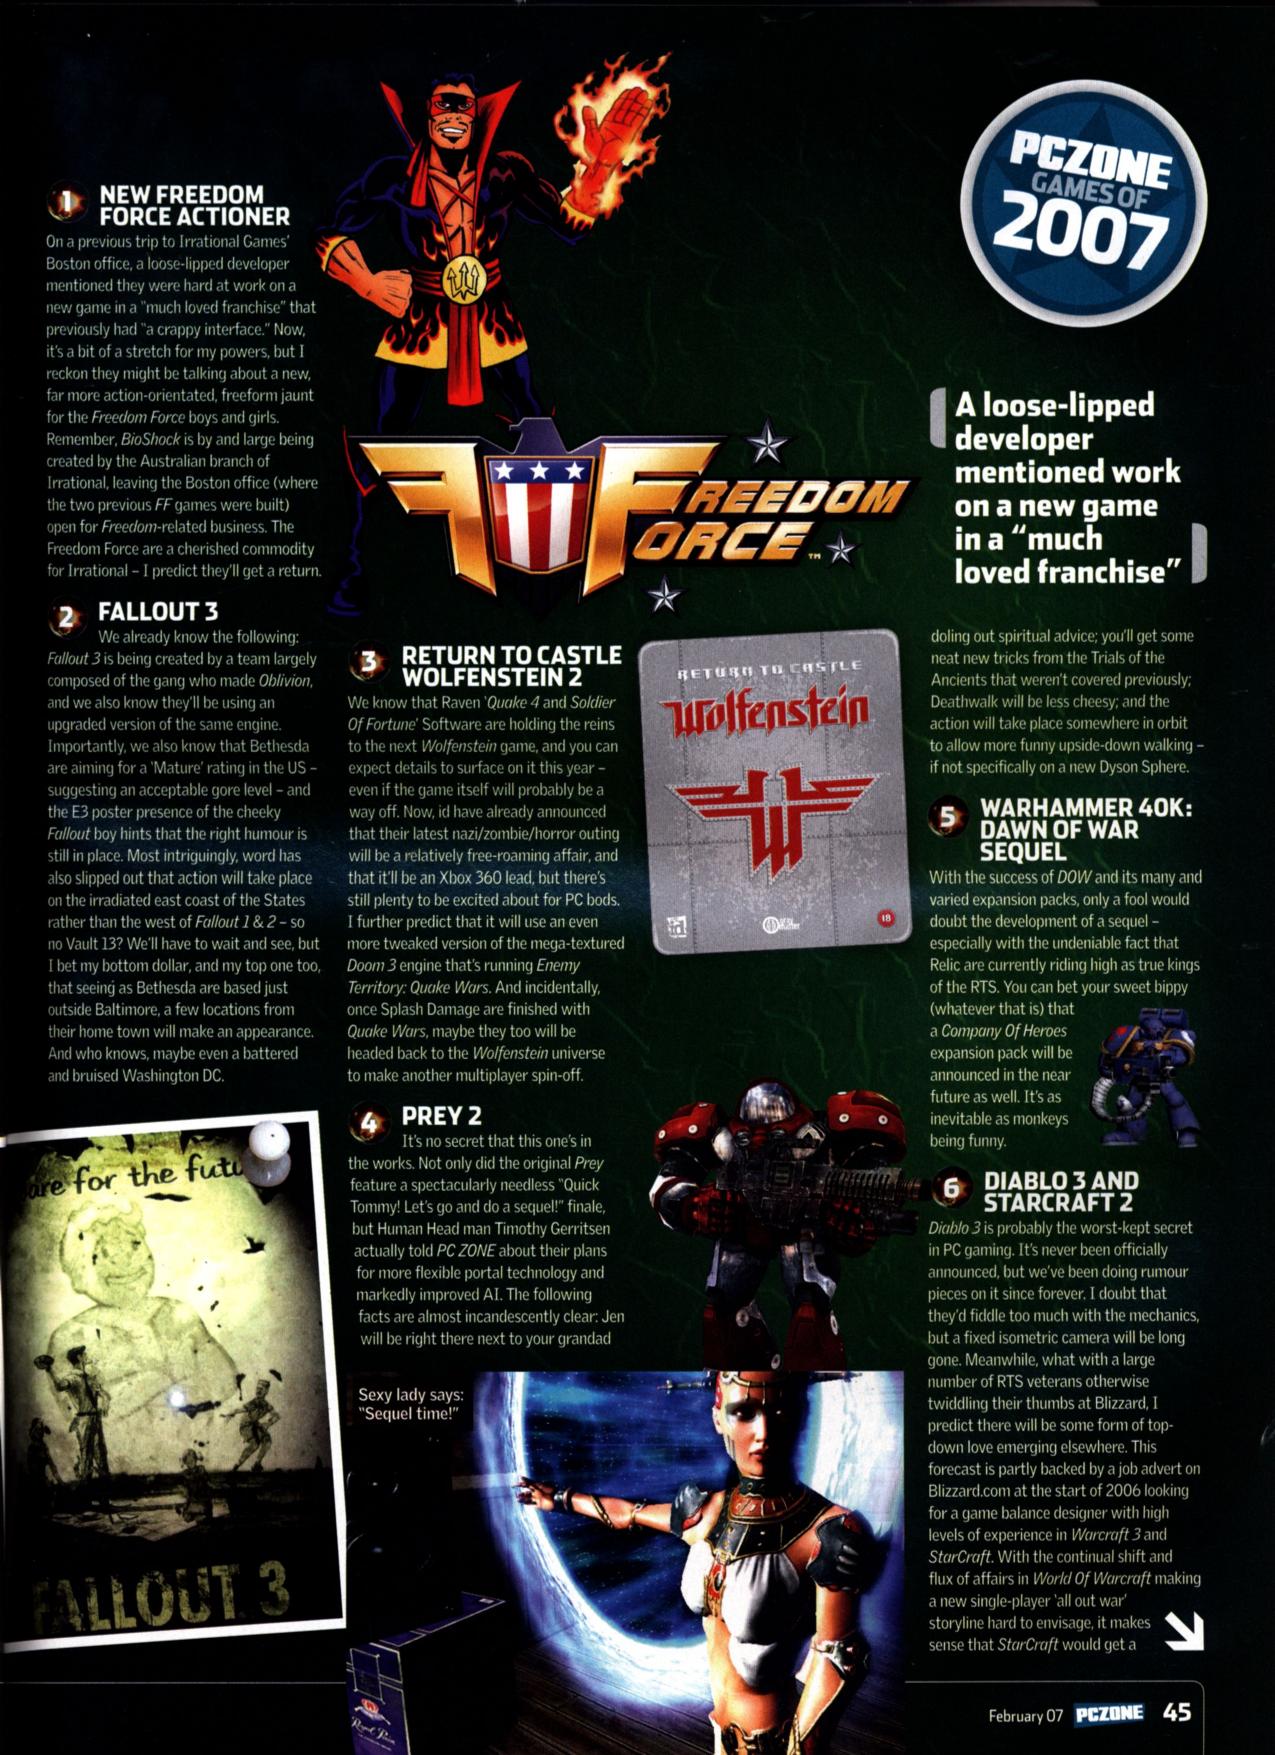 PCZONE
GAMES OF
2007
1 NEW FREEDOM
FORCE ACTIONER
On a previous trip to Irrational Games'
Boston office, a loose-lipped developer
mentioned they were hard at work on a
new game in a "much loved franchise" that
previously had "a crappy interface." Now,
it's a bit of a stretch for my powers, but I
reckon they might be talking about a new,
far more action-orientated, freeform jaunt
for the Freedom Force boys and girls.
Remember, BioShock is by and large being
created by the Australian branch of
Irrational, leaving the Boston office (where
the two previous FF games were built)
open for Freedom-related business. The
Freedom Force are a cherished commodity
for Irrational – I predict they'll get a return.
FREEDOM
FORCE™
A loose-lipped
developer
mentioned work
on a new game
in a "much
loved franchise"
2 FALLOUT 3
We already know the following:
Fallout 3 is being created by a team largely
composed of the gang who made Oblivion,
and we also know they'll be using an
upgraded version of the same engine.
Importantly, we also know that Bethesda
are aiming for a 'Mature' rating in the US –
suggesting an acceptable gore level – and
the E3 poster presence of the cheeky
Fallout boy hints that the right humour is
still in place. Most intriguingly, word has
also slipped out that action will take place
on the irradiated east coast of the States
rather than the west of Fallout 1 & 2 – so
no Vault 13? We'll have to wait and see, but
I bet my bottom dollar, and my top one too,
that seeing as Bethesda are based just
outside Baltimore, a few locations from
their home town will make an appearance.
And who knows, maybe even a battered
and bruised Washington DC.
are for the futu
FALLOUT 3
3 RETURN TO CASTLE
WOLFENSTEIN 2
We know that Raven 'Quake 4 and Soldier
Of Fortune' Software are holding the reins
to the next Wolfenstein game, and you can
expect details to surface on it this year –
even if the game itself will probably be a
way off. Now, id have already announced
that their latest nazi/zombie/horror outing
will be a relatively free-roaming affair, and
that it'll be an Xbox 360 lead, but there's
still plenty to be excited about for PC bods.
I further predict that it will use an even
more tweaked version of the mega-textured
Doom 3 engine that's running Enemy
Territory: Quake Wars. And incidentally,
once Splash Damage are finished with
Quake Wars, maybe they too will be
headed back to the Wolfenstein universe
to make another multiplayer spin-off.
RETURN TO CASTLE
Wolfenstein
id
18
4 PREY 2
It's no secret that this one's in
the works. Not only did the original Prey
feature a spectacularly needless "Quick
Tommy! Let's go and do a sequel!" finale,
but Human Head man Timothy Gerritsen
actually told PC ZONE about their plans
for more flexible portal technology and
markedly improved AI. The following
facts are almost incandescently clear: Jen
will be right there next to your grandad
Sexy lady says:
"Sequel time!"
Royal Pain
doling out spiritual advice; you'll get some
neat new tricks from the Trials of the
Ancients that weren't covered previously;
Deathwalk will be less cheesy; and the
action will take place somewhere in orbit
to allow more funny upside-down walking –
if not specifically on a new Dyson Sphere.
5 WARHAMMER 40K:
DAWN OF WAR
SEQUEL
With the success of DOW and its many and
varied expansion packs, only a fool would
doubt the development of a sequel –
especially with the undeniable fact that
Relic are currently riding high as true kings
of the RTS. You can bet your sweet bippy
(whatever that is) that
a Company Of Heroes
expansion pack will be
announced in the near
future as well. It's as
inevitable as monkeys
being funny.
6 DIABLO 3 AND
STARCRAFT 2
Diablo 3 is probably the worst-kept secret
in PC gaming. It's never been officially
announced, but we've been doing rumour
pieces on it since forever. I doubt that
they'd fiddle too much with the mechanics,
but a fixed isometric camera will be long
gone. Meanwhile, what with a large
number of RTS veterans otherwise
twiddling their thumbs at Blizzard, I
predict there will be some form of top-
down love emerging elsewhere. This
forecast is partly backed by a job advert on
Blizzard.com at the start of 2006 looking
for a game balance designer with high
levels of experience in Warcraft 3 and
StarCraft. With the continual shift and
flux of affairs in World Of Warcraft making
a new single-player 'all out war'
storyline hard to envisage, it makes
sense that StarCraft would get a
February 07 PCZONE 45